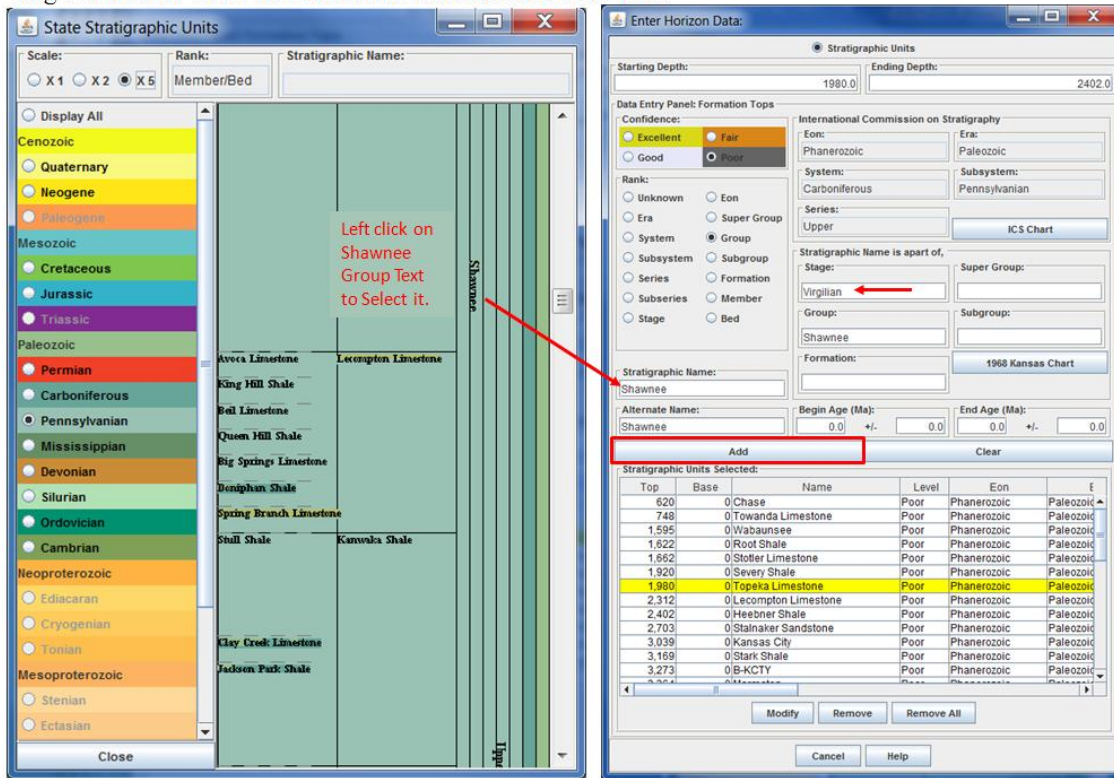 State Stratigraphic Units
Scale: Rank: Stratigraphic Name:
X 1 X 2 X 5 Member/Bed
Display All
Cenozoic
Quaternary
Neogene
Paleogene
Mesozoic
Cretaceous
Jurassic
Triassic
Paleozoic
Permian
Carboniferous
Pennsylvanian
Mississippian
Devonian
Silurian
Ordovician
Cambrian
Neoproterozoic
Ediacaran
Cryogenian
Tonian
Mesoproterozoic
Stenian
Ectasian
Close
Left click on
Shawnee
Group Text
to Select it.
Shawnee
Avoca Limestone Lecompton Limestone
King Hill Shale
Beil Limestone
Queen Hill Shale
Big Springs Limestone
Doniphan Shale
Spring Branch Limestone
Stull Shale Kanwaka Shale
Clay Creek Limestone
Jackson Park Shale
Enter Horizon Data:
Stratigraphic Units
Starting Depth: Ending Depth:
1980.0 2402.0
Data Entry Panel: Formation Tops
Confidence:
Excellent Fair
Good Poor
Rank:
Unknown Eon
Era Super Group
System Group
Subsystem Subgroup
Series Formation
Subseries Member
Stage Bed
Stratigraphic Name:
Shawnee
Alternate Name:
Shawnee
International Commission on Stratigraphy
Eon: Era:
Phanerozoic Paleozoic
System: Subsystem:
Carboniferous Pennsylvanian
Series:
Upper ICS Chart
Stratigraphic Name is apart of,
Stage: Super Group:
Virgilian
Group: Subgroup:
Shawnee
Formation: 1968 Kansas Chart
Begin Age (Ma): End Age (Ma):
0.0 +/- 0.0 0.0 +/- 0.0
Add Clear
Stratigraphic Units Selected:
Top Base Name Level Eon
620 0 Chase Poor Phanerozoic Paleozoic
748 0 Towanda Limestone Poor Phanerozoic Paleozoic
1,595 0 Wabaunsee Poor Phanerozoic Paleozoic
1,622 0 Root Shale Poor Phanerozoic Paleozoic
1,662 0 Stotler Limestone Poor Phanerozoic Paleozoic
1,920 0 Severy Shale Poor Phanerozoic Paleozoic
1,980 0 Topeka Limestone Poor Phanerozoic Paleozoic
2,312 0 Lecompton Limestone Poor Phanerozoic Paleozoic
2,402 0 Heebner Shale Poor Phanerozoic Paleozoic
2,703 0 Stalnaker Sandstone Poor Phanerozoic Paleozoic
3,039 0 Kansas City Poor Phanerozoic Paleozoic
3,169 0 Stark Shale Poor Phanerozoic Paleozoic
3,273 0 B-KCTY Poor Phanerozoic Paleozoic
Modify Remove Remove All
Cancel Help